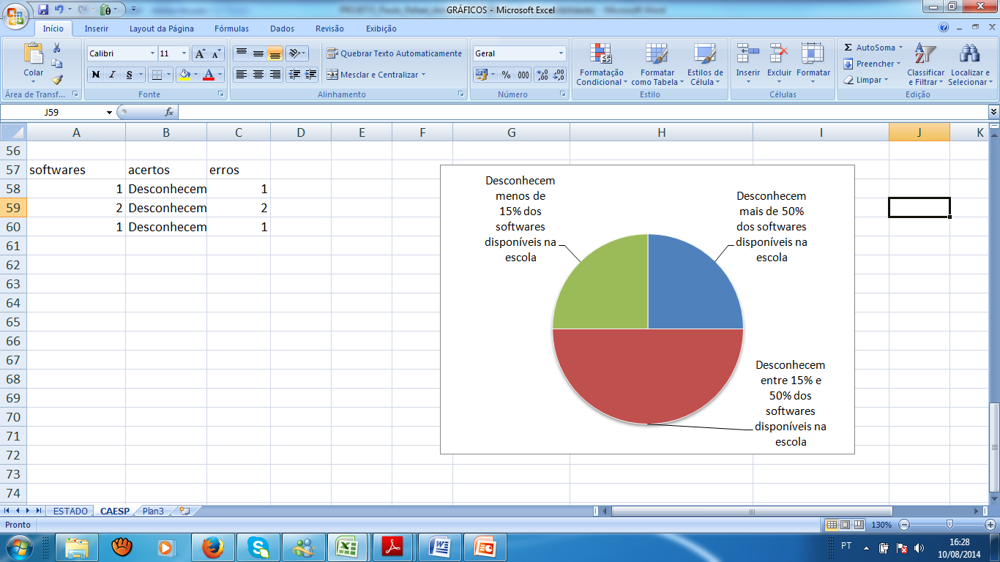 GRÁFICOS - Microsoft Excel
Início Inserir Layout da Página Fórmulas Dados Revisão Exibição
Colar
Área de Transf...
Calibri 11
N I S
Fonte
Quebrar Texto Automaticamente
Mesclar e Centralizar
Alinhamento
Geral
% 000
Número
Formatação Condicional
Formatar como Tabela
Estilos de Célula
Estilo
Inserir Excluir Formatar
Células
Σ AutoSoma
Preencher
Limpar
Classificar e Filtrar
Localizar e Selecionar
Edição
J59 fx
A B C D E F G H I J K
56
57 softwares acertos erros
58 1 Desconhecem 1
59 2 Desconhecem 2
60 1 Desconhecem 1
61
62
63
64
65
66
67
68
69
70
71
72
73
74
Desconhecem
menos de
15% dos
softwares
disponíveis na
escola
Desconhecem
mais de 50%
dos softwares
disponíveis na
escola
Desconhecem
entre 15% e
50% dos
softwares
disponíveis na
escola
ESTADO CAESP Plan3
Pronto 130%
PT 16:28
10/08/2014